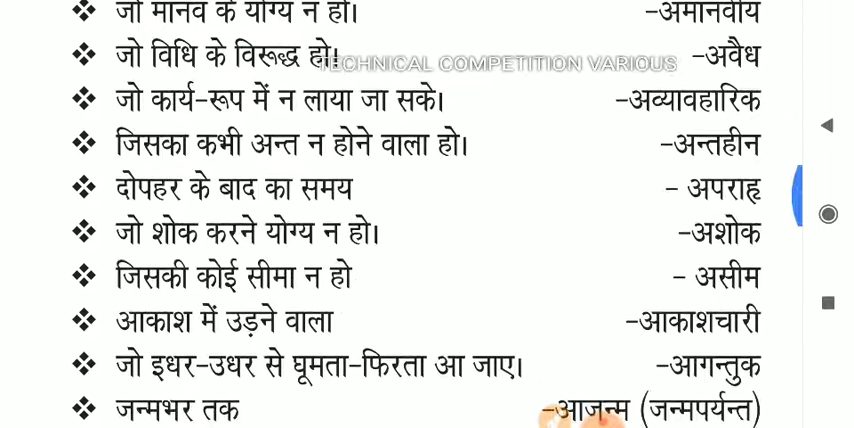 ❖ जो मानव के योग्य न हो। -अमानवीय
❖ जो विधि के विरूद्ध हो। -अवैध
TECHNICAL COMPETITION VARIOUS
❖ जो कार्य-रूप में न लाया जा सके। -अव्यावहारिक
❖ जिसका कभी अन्त न होने वाला हो। -अन्तहीन
❖ दोपहर के बाद का समय - अपराह्न
❖ जो शोक करने योग्य न हो। -अशोक
❖ जिसकी कोई सीमा न हो - असीम
❖ आकाश में उड़ने वाला -आकाशचारी
❖ जो इधर-उधर से घूमता-फिरता आ जाए। -आगन्तुक
❖ जन्मभर तक -आजन्म (जन्मपर्यन्त)